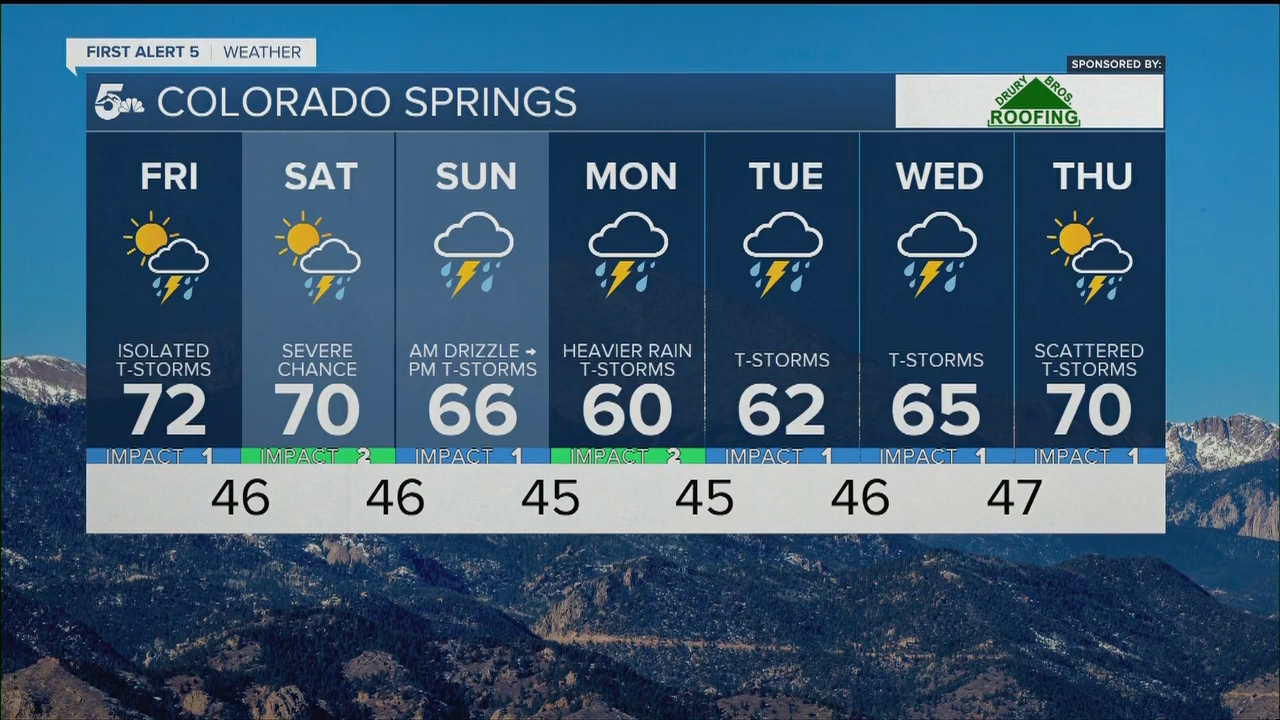 FIRST ALERT 5 | WEATHER
SPONSORED BY:
5 COLORADO SPRINGS
DRURY BROS.
ROOFING
FRI SAT SUN MON TUE WED THU
ISOLATED T-STORMS
SEVERE CHANCE
AM DRIZZLE → PM T-STORMS
HEAVIER RAIN T-STORMS
T-STORMS
T-STORMS
SCATTERED T-STORMS
72 70 66 60 62 65 70
IMPACT 1 IMPACT 2 IMPACT 1 IMPACT 2 IMPACT 1 IMPACT 1 IMPACT 1
46 46 45 45 46 47